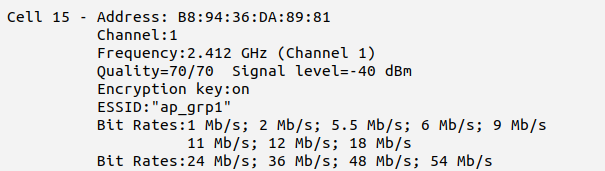 Cell 15 - Address: B8:94:36:DA:89:81
Channel:1
Frequency:2.412 GHz (Channel 1)
Quality=70/70  Signal level=-40 dBm
Encryption key:on
ESSID:"ap_grp1"
Bit Rates:1 Mb/s; 2 Mb/s; 5.5 Mb/s; 6 Mb/s; 9 Mb/s
11 Mb/s; 12 Mb/s; 18 Mb/s
Bit Rates:24 Mb/s; 36 Mb/s; 48 Mb/s; 54 Mb/s